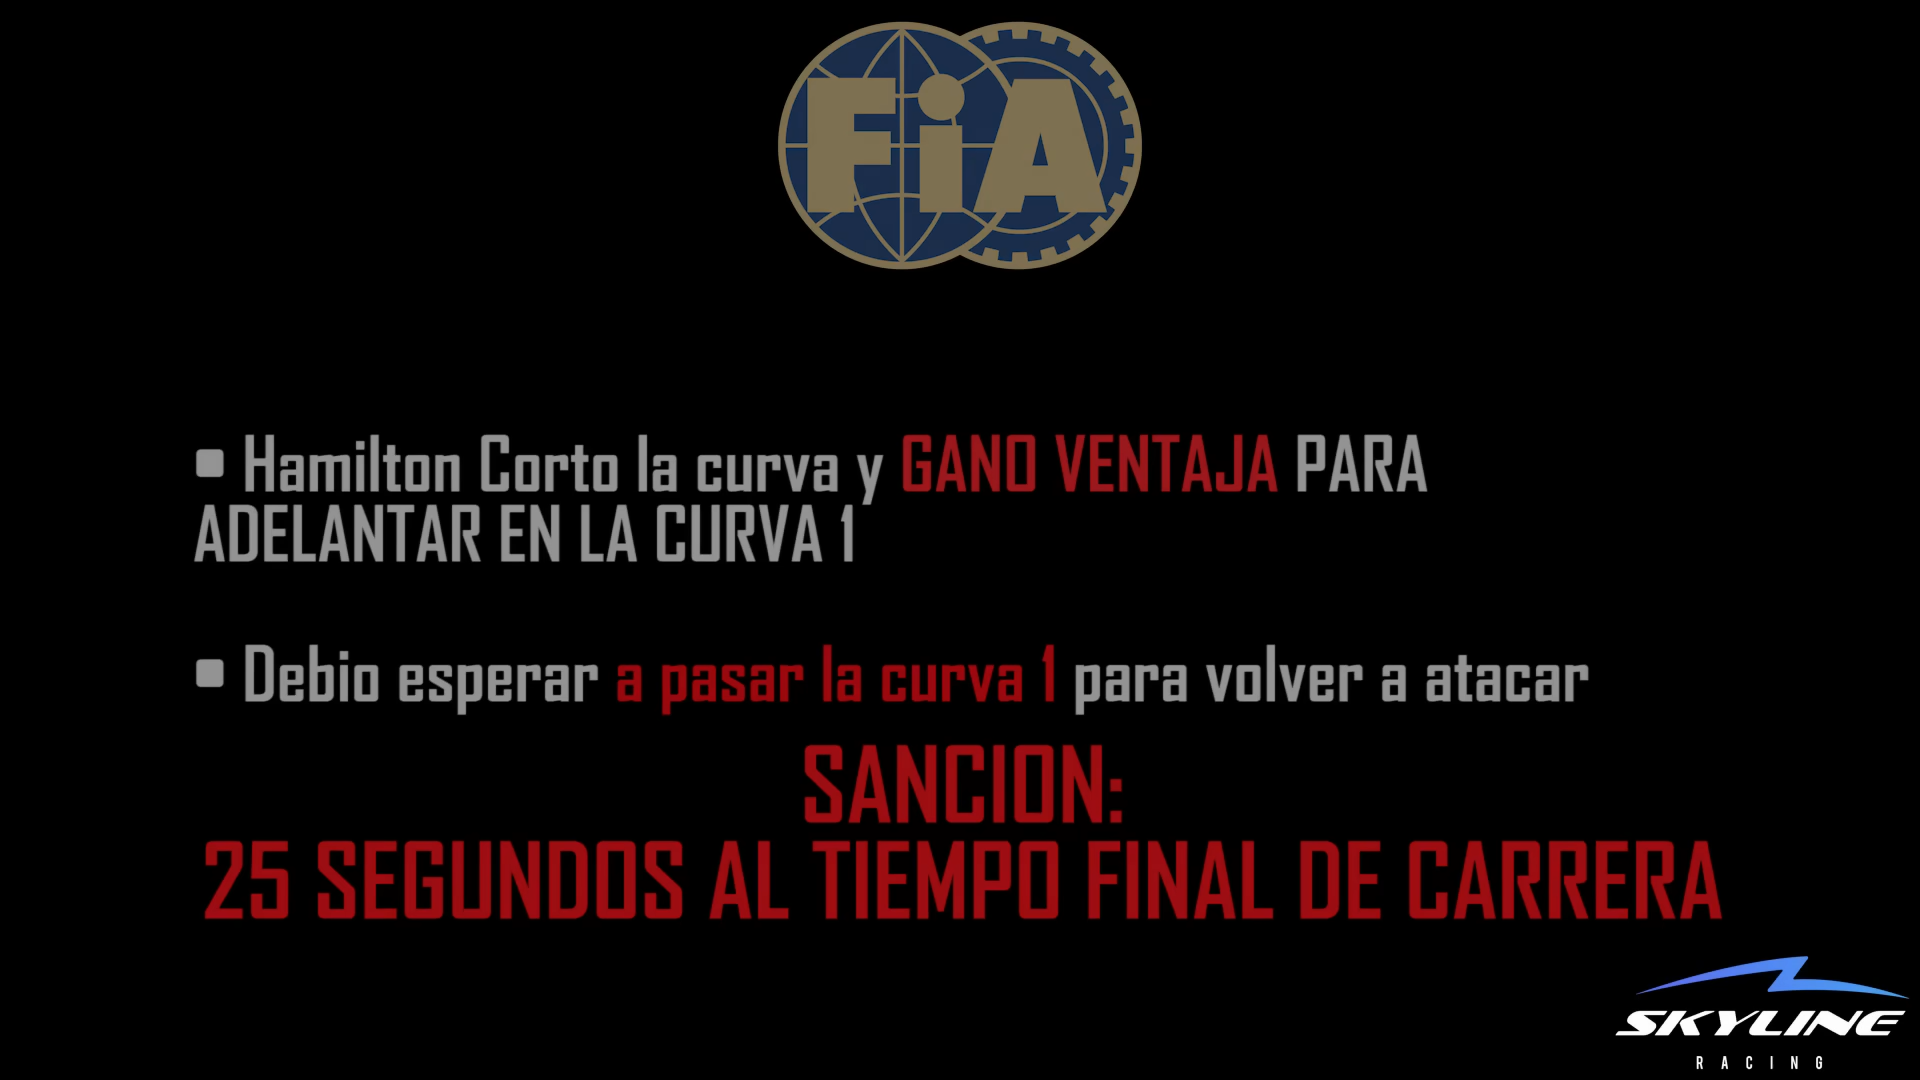 FiA
▪ Hamilton Corto la curva y GANO VENTAJA PARA
ADELANTAR EN LA CURVA 1
▪ Debio esperar a pasar la curva 1 para volver a atacar
SANCION:
25 SEGUNDOS AL TIEMPO FINAL DE CARRERA
SKYLINE
RACING